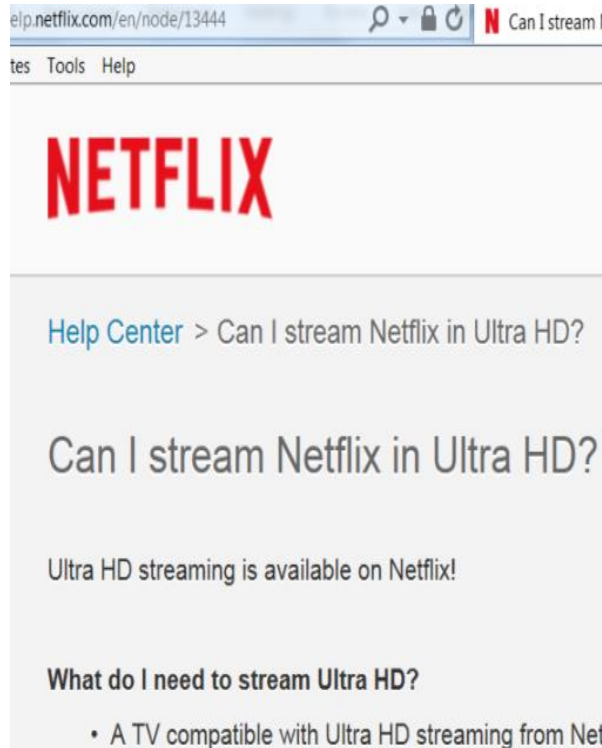 elp.netflix.com/en/node/13444 N Can I stream
tes Tools Help
NETFLIX
Help Center > Can I stream Netflix in Ultra HD?
Can I stream Netflix in Ultra HD?
Ultra HD streaming is available on Netflix!
What do I need to stream Ultra HD?
• A TV compatible with Ultra HD streaming from Net